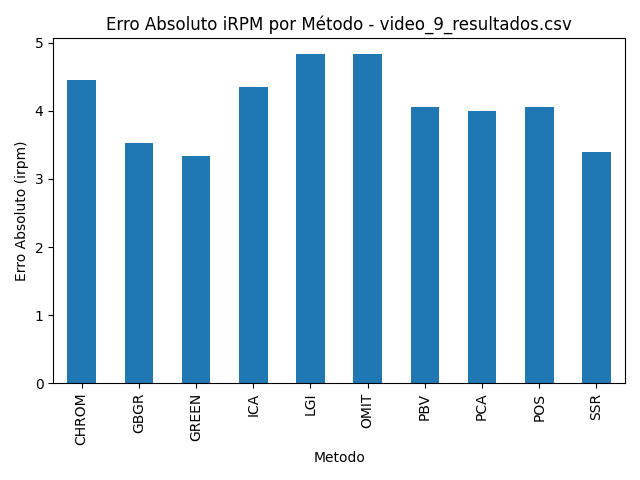 Erro Absoluto iRPM por Método - video_9_resultados.csv
Erro Absoluto (irpm)
5
4
3
2
1
0
CHROM
GBGR
GREEN
ICA
LGI
OMIT
PBV
PCA
POS
SSR
Metodo